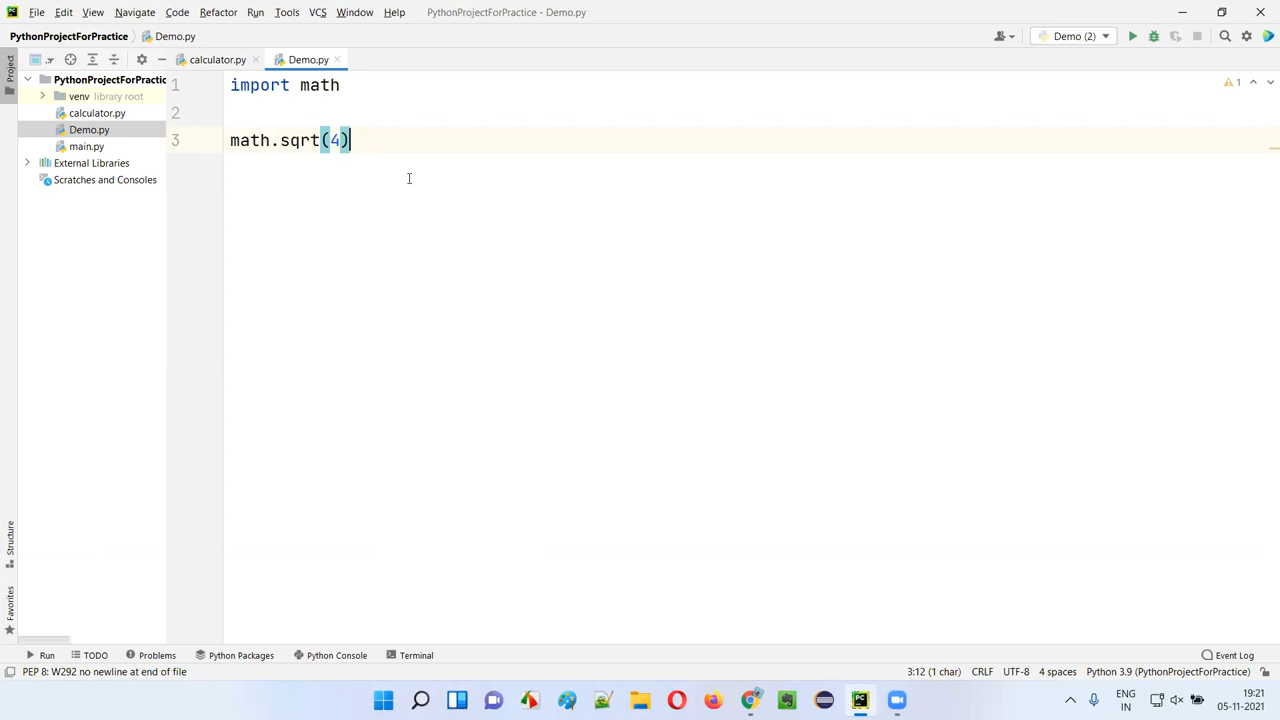 File Edit View Navigate Code Refactor Run Tools VCS Window Help PythonProjectForPractice - Demo.py
PythonProjectForPractice Demo.py Demo (2)
Project
calculator.py Demo.py
PythonProjectForPractic
venv library root
calculator.py
Demo.py
main.py
External Libraries
Scratches and Consoles
1 import math
2
3 math.sqrt(4)
1
Structure
Favorites
Run TODO Problems Python Packages Python Console Terminal Event Log
PEP 8: W292 no newline at end of file 3:12 (1 char) CRLF UTF-8 4 spaces Python 3.9 (PythonProjectForPractice)
PC
ENG
IN
19:21
05-11-2021